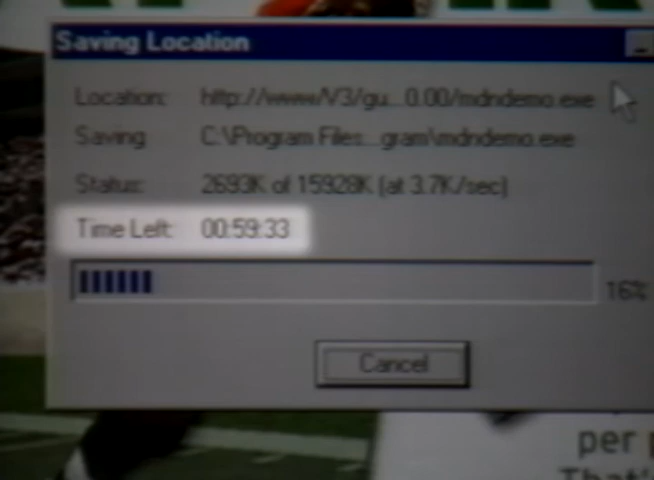 Saving Location
Location: http://www/V3/gu...0.00/mdndemo.exe
Saving C:\Program Files...gram\mdndemo.exe
Status: 2693K of 15928K (at 3.7K/sec)
Time Left: 00:59:33
16%
Cancel
per
That's